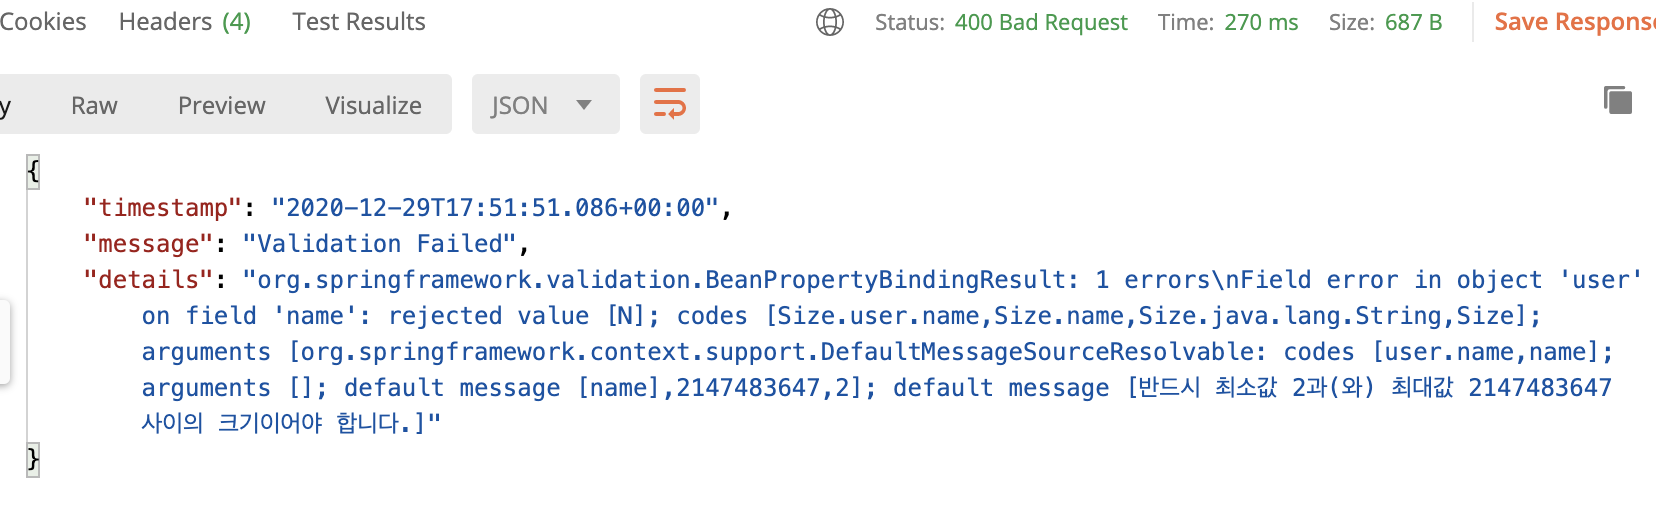 Cookies Headers (4) Test Results Status: 400 Bad Request Time: 270 ms Size: 687 B Save Respons
y Raw Preview Visualize JSON
{
"timestamp": "2020-12-29T17:51:51.086+00:00",
"message": "Validation Failed",
"details": "org.springframework.validation.BeanPropertyBindingResult: 1 errors\nField error in object 'user'
on field 'name': rejected value [N]; codes [Size.user.name,Size.name,Size.java.lang.String,Size];
arguments [org.springframework.context.support.DefaultMessageSourceResolvable: codes [user.name,name];
arguments []; default message [name],2147483647,2]; default message [반드시 최소값 2과(와) 최대값 2147483647
사이의 크기이어야 합니다.]"
}